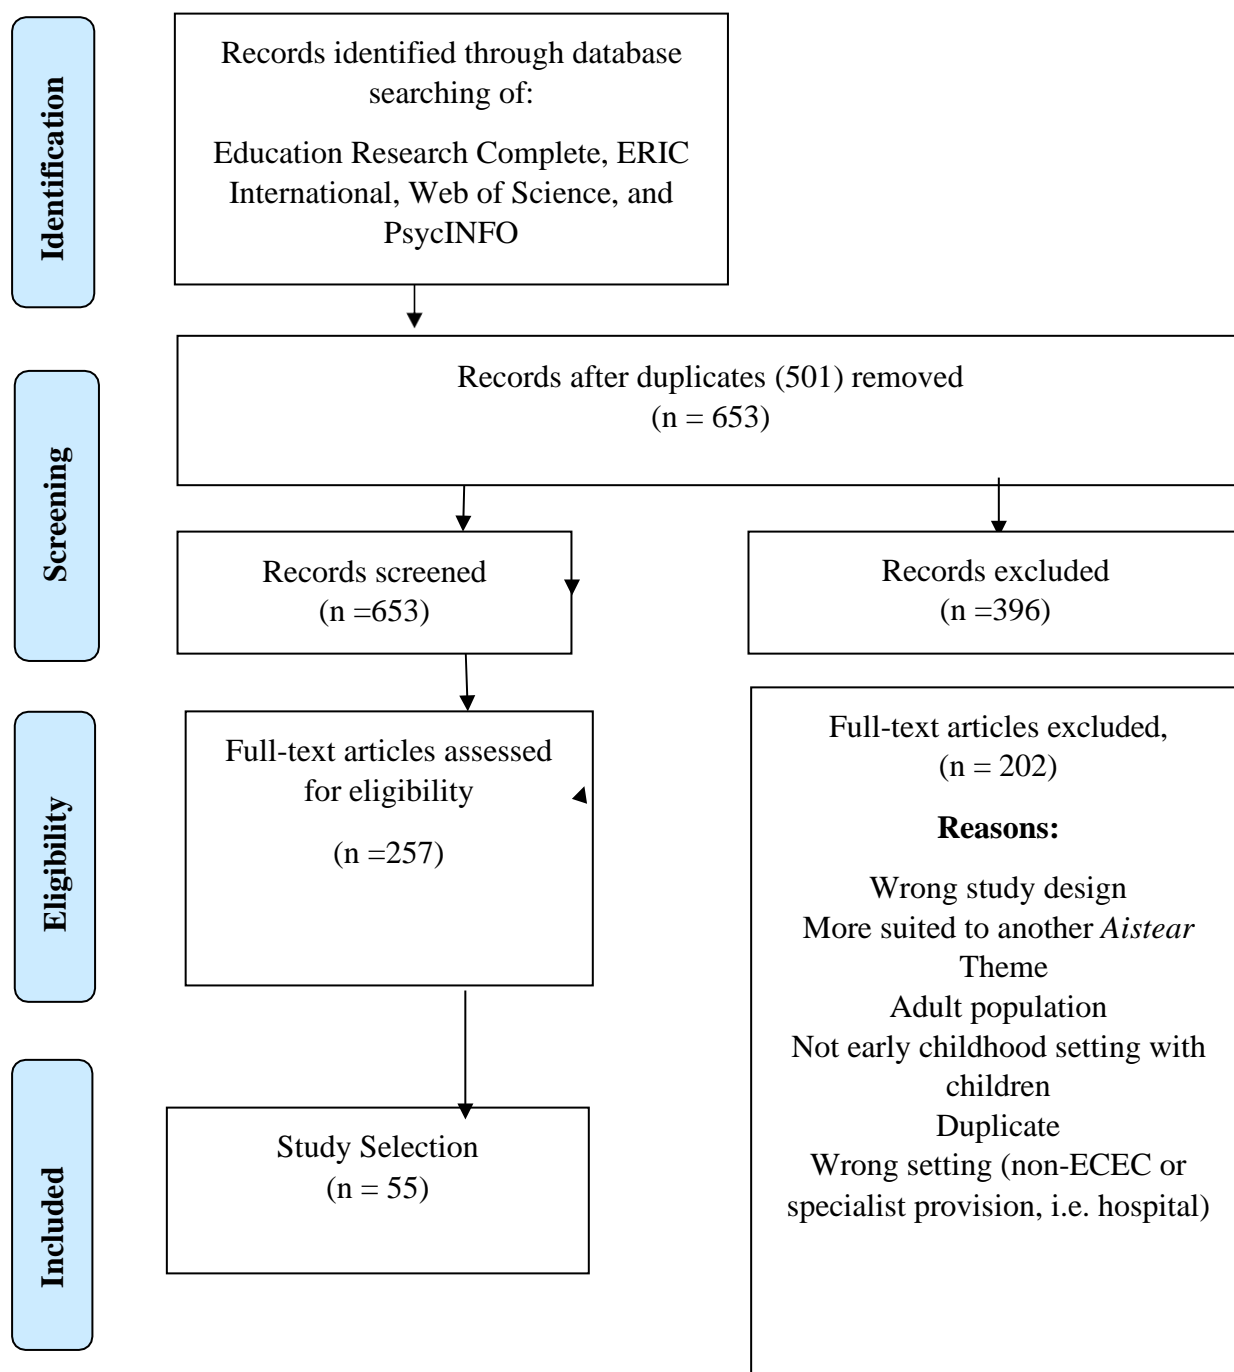 Identification
Records identified through database
searching of:
Education Research Complete, ERIC
International, Web of Science, and
PsycINFO
Screening
Records after duplicates (501) removed
(n = 653)
Records screened
(n =653)
Records excluded
(n =396)
Eligibility
Full-text articles assessed
for eligibility
(n =257)
Full-text articles excluded,
(n = 202)
Reasons:
Wrong study design
More suited to another Aistear
Theme
Adult population
Not early childhood setting with
children
Duplicate
Wrong setting (non-ECEC or
specialist provision, i.e. hospital)
Included
Study Selection
(n = 55)